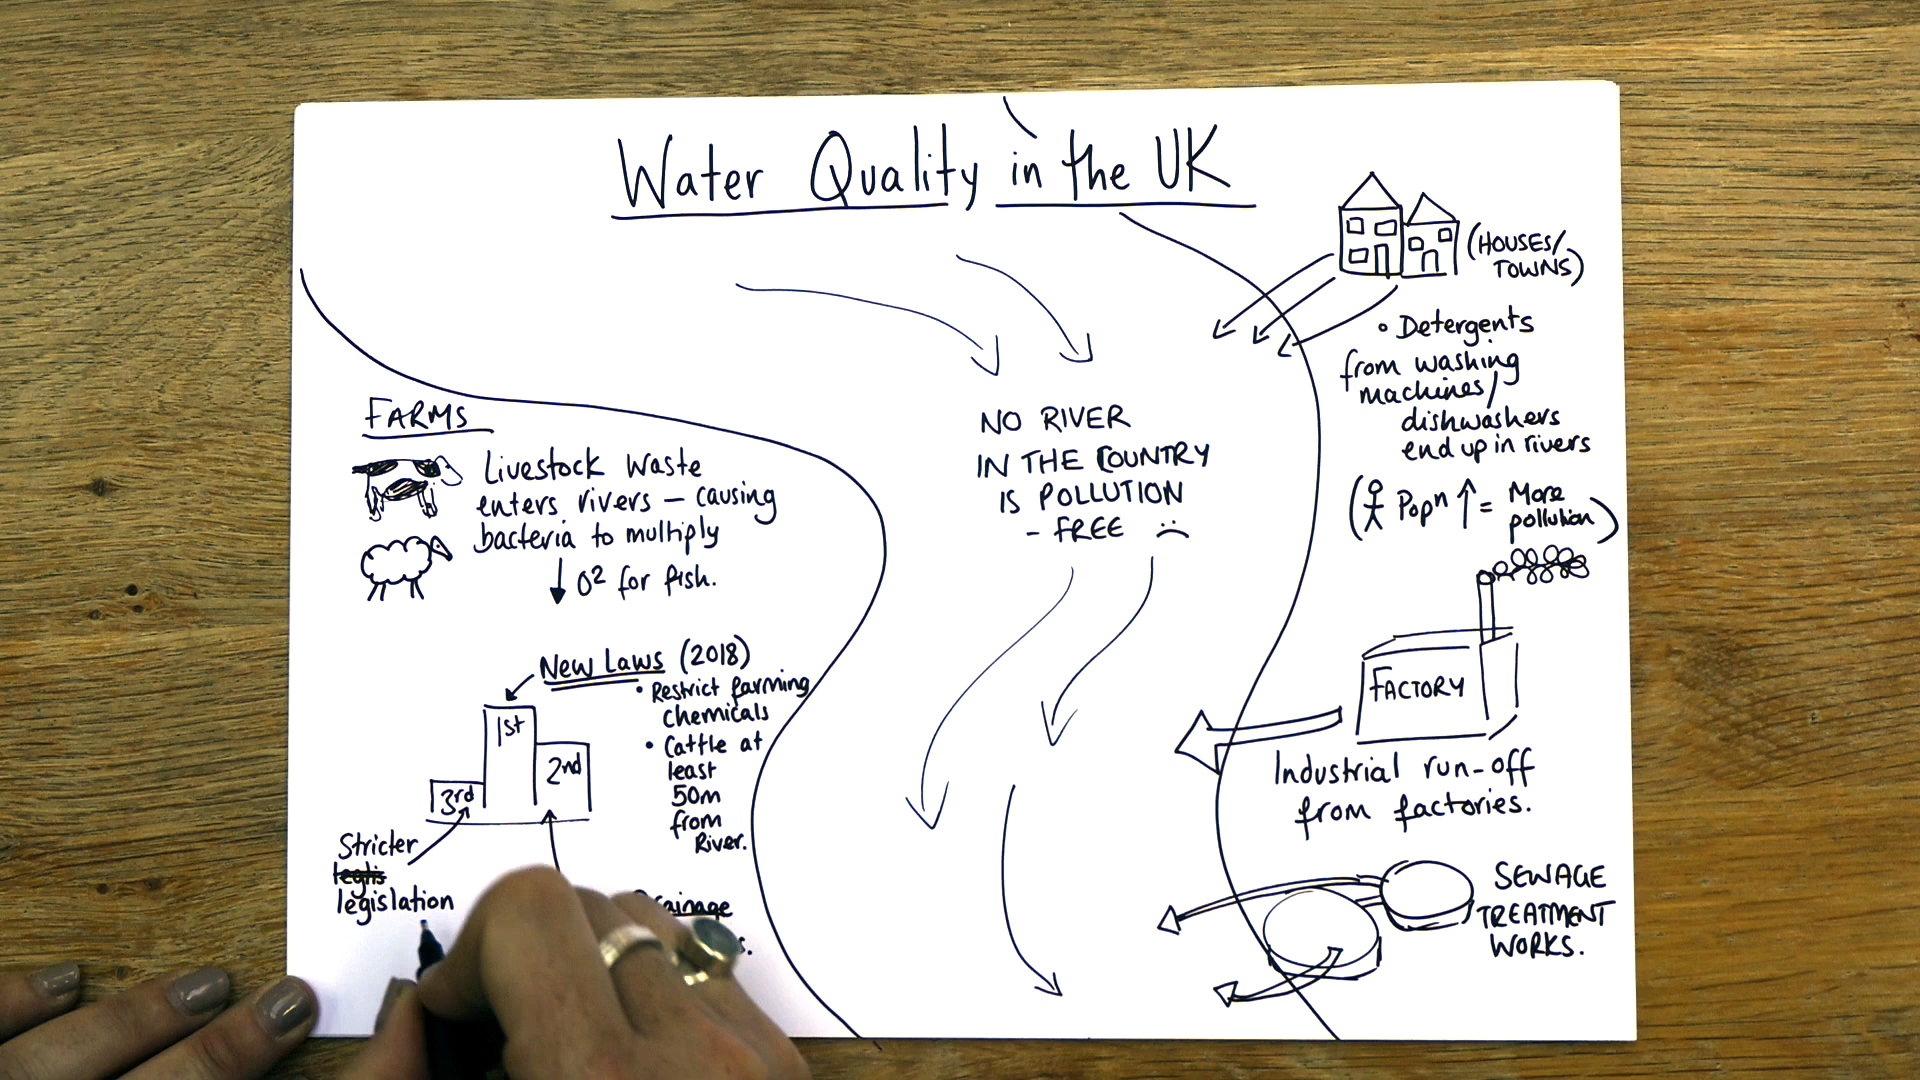 Water Quality in the UK
(HOUSES/
TOWNS)
• Detergents
from washing
machines/
dishwashers
end up in rivers
(Popⁿ ↑ = More
pollution)
NO RIVER
IN THE COUNTRY
IS POLLUTION
- FREE ☹
FARMS
Livestock waste
enters rivers – causing
bacteria to multiply
↓ O² for fish.
New Laws (2018)
• Restrict farming
chemicals
• Cattle at
least
50m
from
River.
1st
2nd
3rd
Stricter
legislation
FACTORY
Industrial run-off
from factories.
SEWAGE
TREATMENT
WORKS.